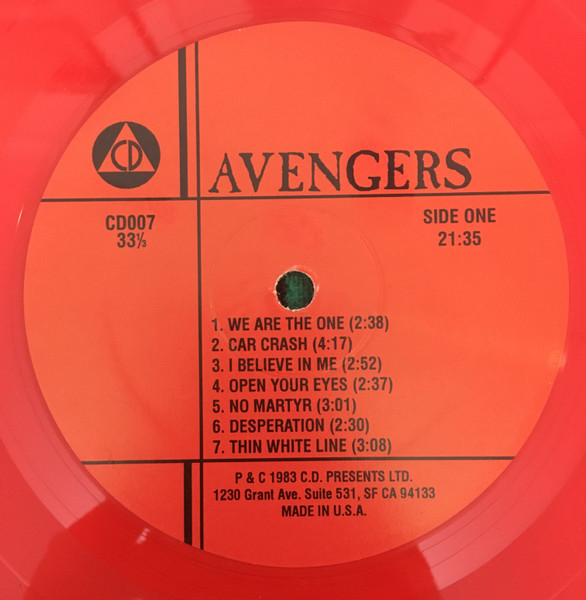 CD
AVENGERS
CD007
33⅓
SIDE ONE
21:35
1. WE ARE THE ONE (2:38)
2. CAR CRASH (4:17)
3. I BELIEVE IN ME (2:52)
4. OPEN YOUR EYES (2:37)
5. NO MARTYR (3:01)
6. DESPERATION (2:30)
7. THIN WHITE LINE (3:08)
P & C 1983 C.D. PRESENTS LTD.
1230 Grant Ave. Suite 531, SF CA 94133
MADE IN U.S.A.